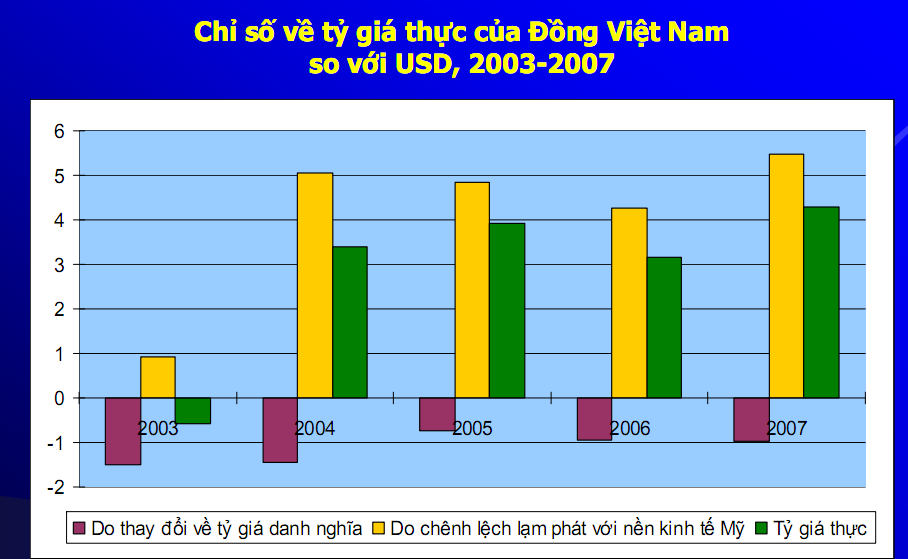 Chỉ số về tỷ giá thực của Đồng Việt Nam
so với USD, 2003-2007
6
5
4
3
2
1
0
-1
-2
2003 2004 2005 2006 2007
Do thay đổi về tỷ giá danh nghĩa Do chênh lệch lạm phát với nền kinh tế Mỹ Tỷ giá thực